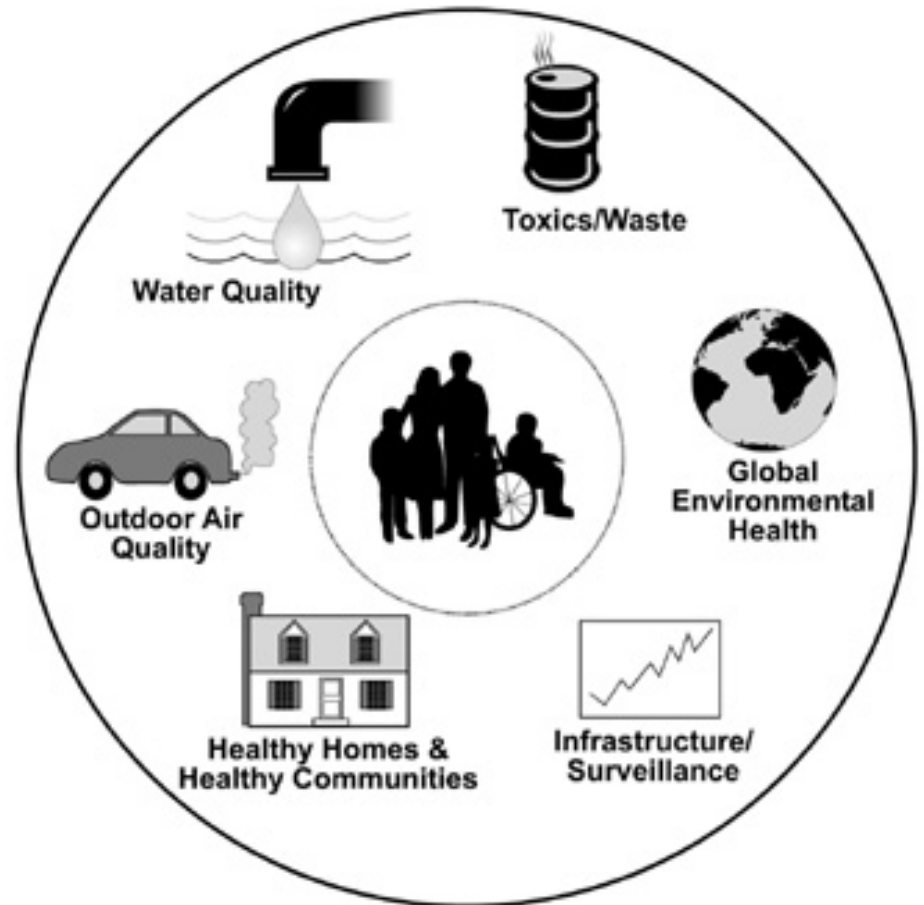 Toxics/Waste
Water Quality
Global
Environmental
Health
Outdoor Air
Quality
Healthy Homes &
Healthy Communities
Infrastructure/
Surveillance